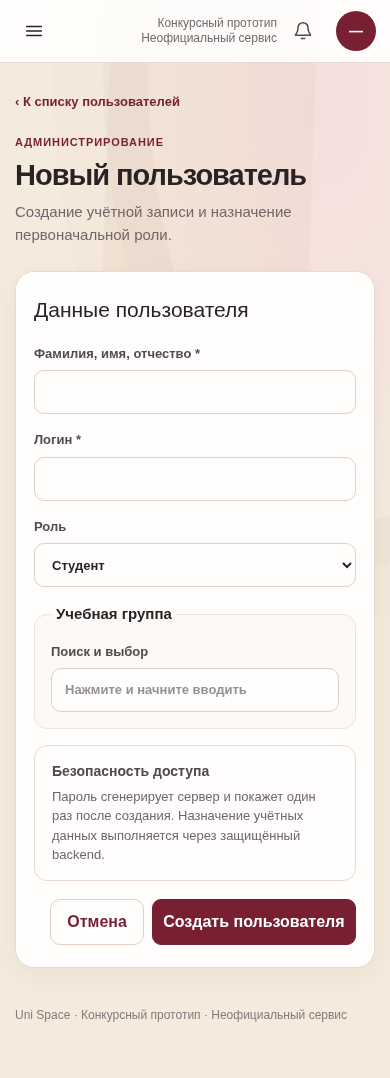 Конкурсный прототип
Неофициальный сервис
—
‹ К списку пользователей
АДМИНИСТРИРОВАНИЕ
Новый пользователь
Создание учётной записи и назначение
первоначальной роли.
Данные пользователя
Фамилия, имя, отчество *
Логин *
Роль
Студент
Учебная группа
Поиск и выбор
Нажмите и начните вводить
Безопасность доступа
Пароль сгенерирует сервер и покажет один
раз после создания. Назначение учётных
данных выполняется через защищённый
backend.
Отмена
Создать пользователя
Uni Space · Конкурсный прототип · Неофициальный сервис